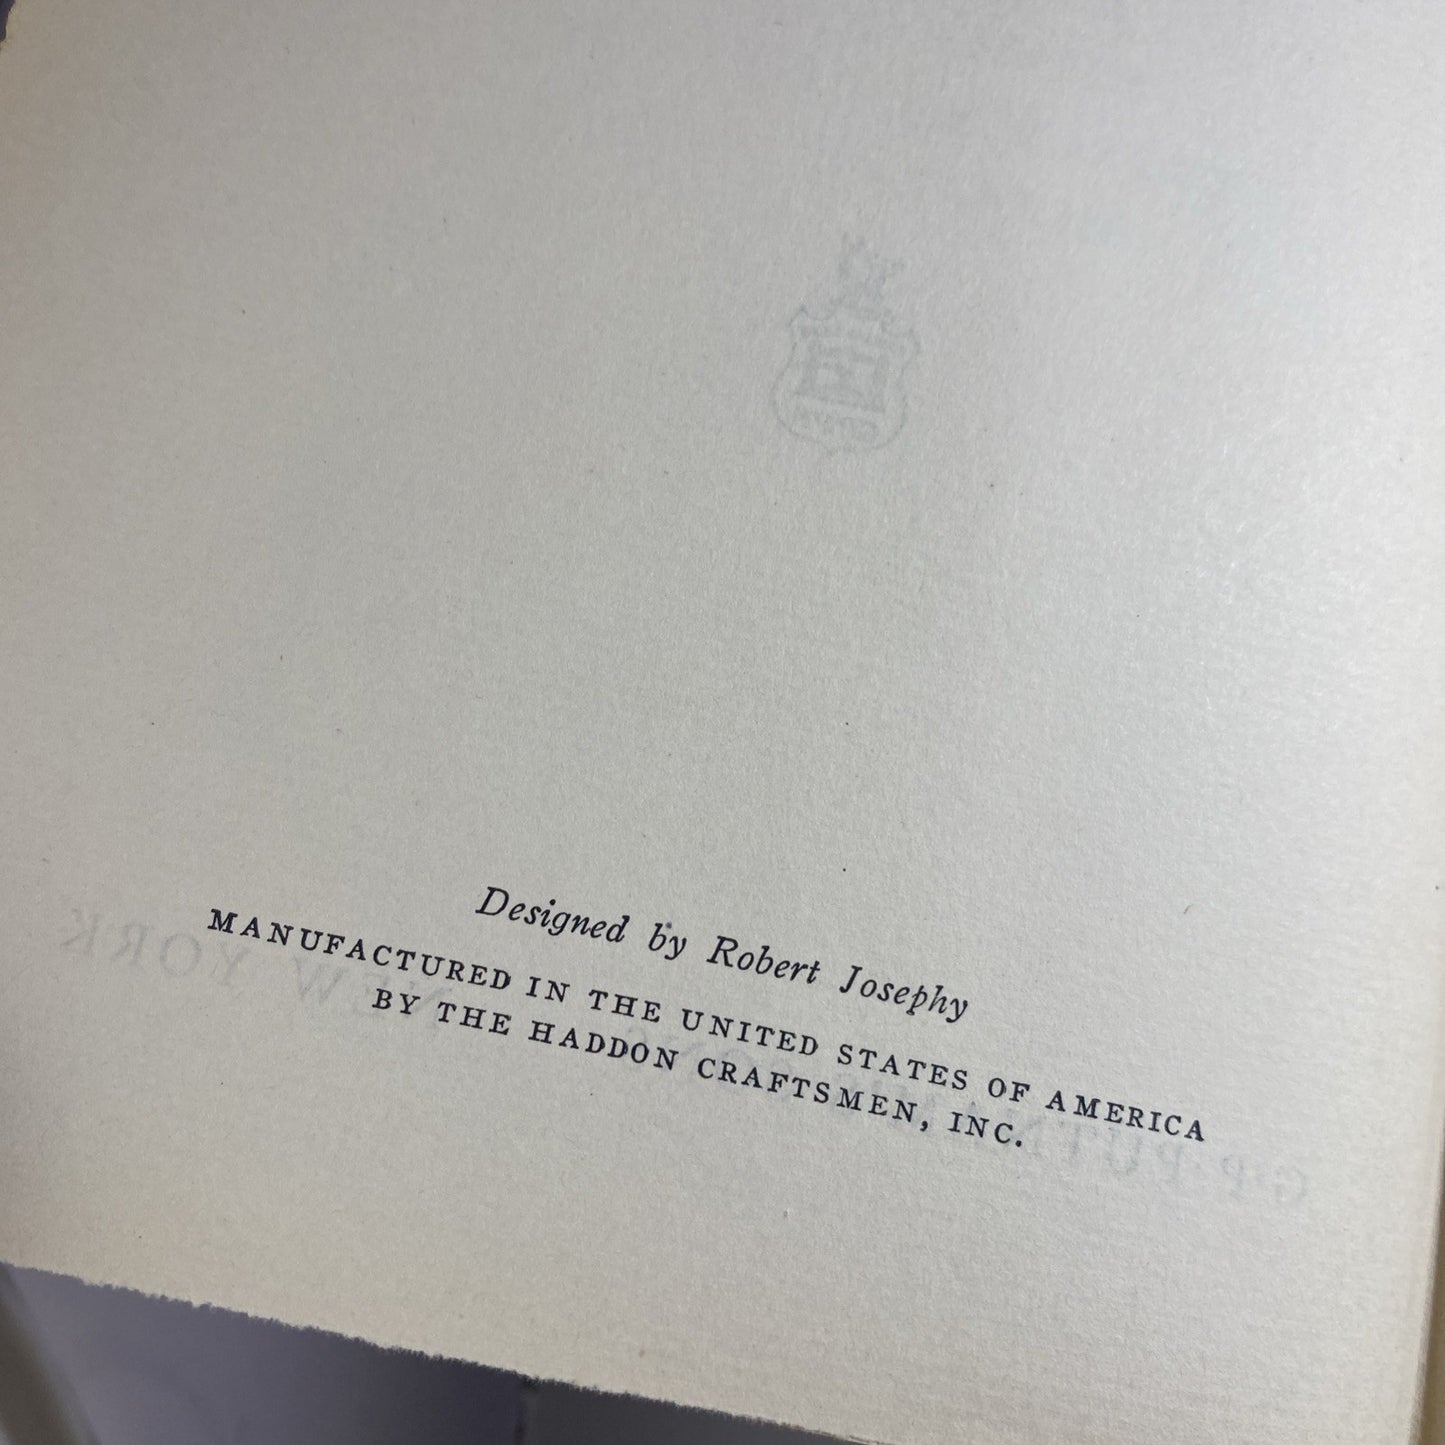 Designed by Robert Josephy
MANUFACTURED IN THE UNITED STATES OF AMERICA
BY THE HADDON CRAFTSMEN, INC.